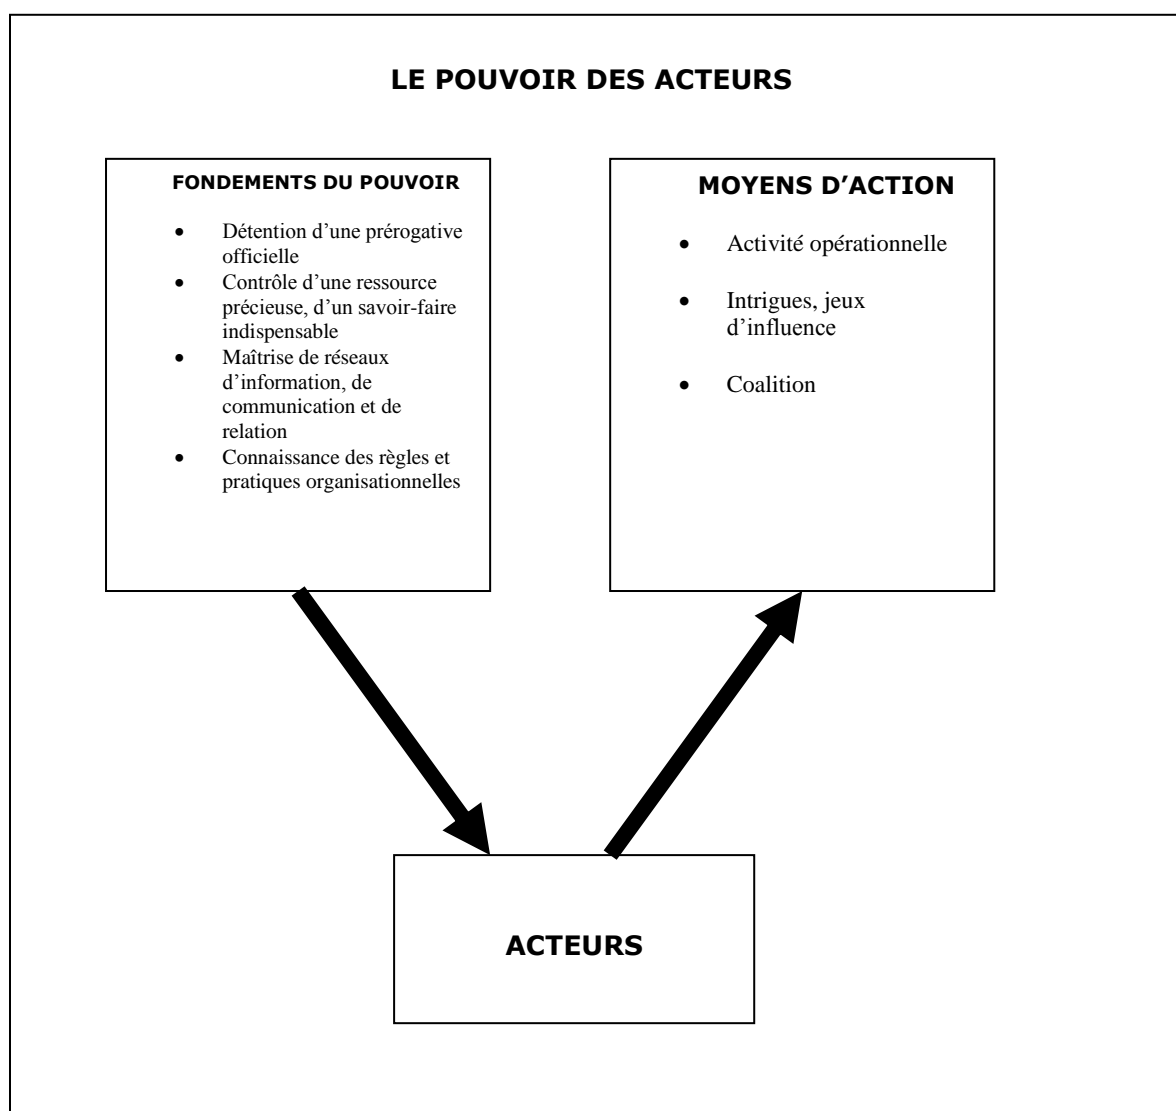 LE POUVOIR DES ACTEURS
FONDEMENTS DU POUVOIR
• Détention d’une prérogative
officielle
• Contrôle d’une ressource
précieuse, d’un savoir-faire
indispensable
• Maîtrise de réseaux
d’information, de
communication et de
relation
• Connaissance des règles et
pratiques organisationnelles
MOYENS D’ACTION
• Activité opérationnelle
• Intrigues, jeux
d’influence
• Coalition
ACTEURS